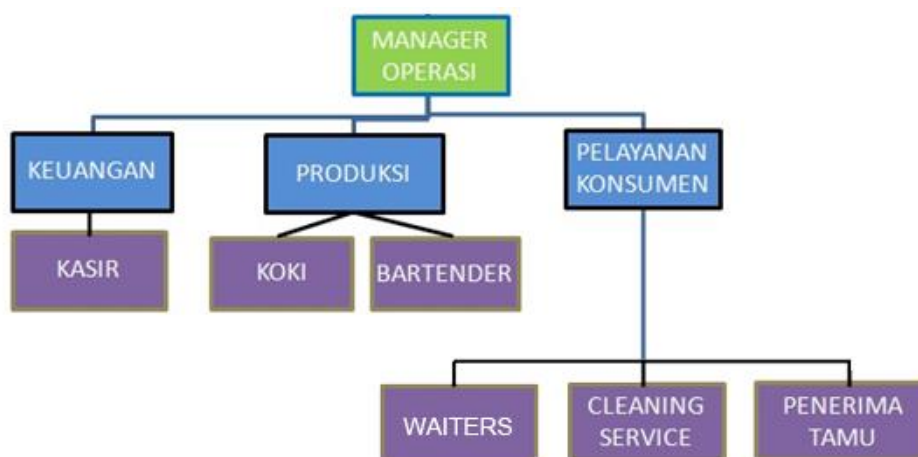 MANAGER
OPERASI
KEUANGAN
PRODUKSI
PELAYANAN
KONSUMEN
KASIR
KOKI
BARTENDER
WAITERS
CLEANING
SERVICE
PENERIMA
TAMU